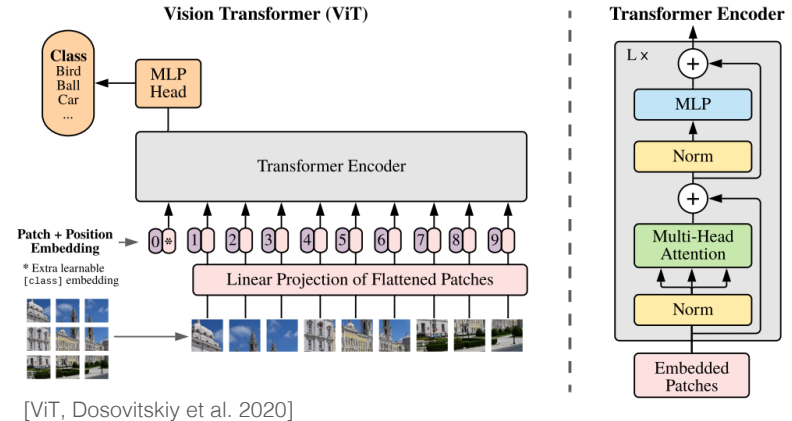 Vision Transformer (ViT)
Class
Bird
Ball
Car
...
MLP
Head
Transformer Encoder
Patch + Position
Embedding
0 * 1 2 3 4 5 6 7 8 9
* Extra learnable
[class] embedding
Linear Projection of Flattened Patches
Transformer Encoder
L x
+
MLP
Norm
+
Multi-Head
Attention
Norm
Embedded
Patches
[ViT, Dosovitskiy et al. 2020]